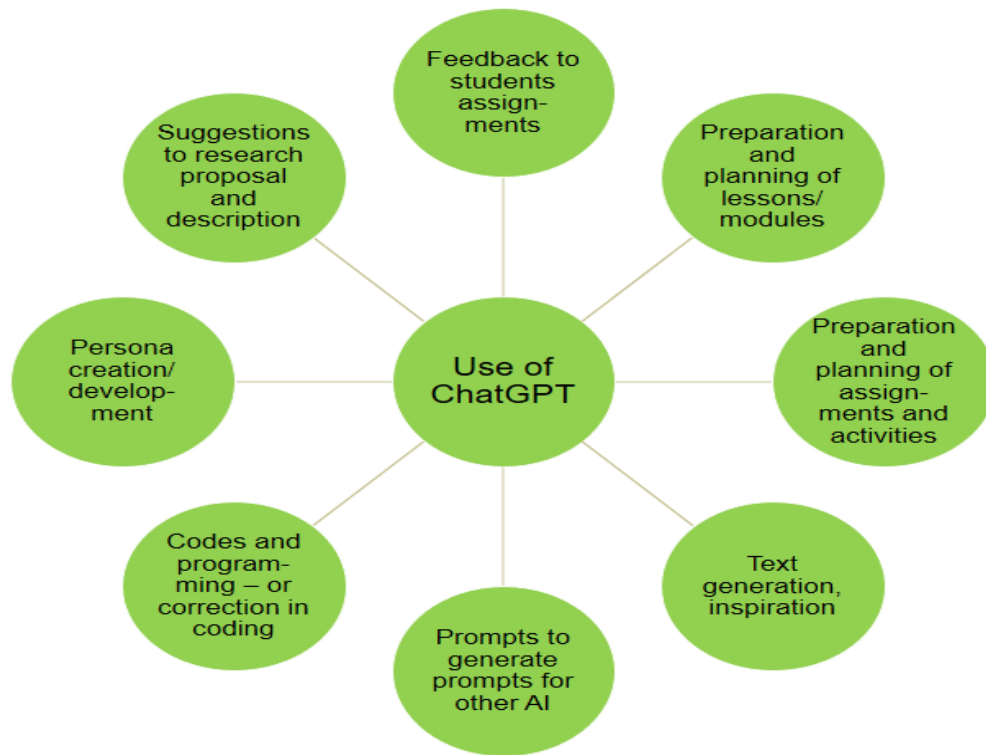 Feedback to
students
assign-
ments
Preparation
and
planning of
lessons/
modules
Preparation
and
planning of
assign-
ments and
activities
Text
generation,
inspiration
Prompts to
generate
prompts for
other AI
Codes and
program-
ming – or
correction in
coding
Persona
creation/
develop-
ment
Suggestions
to research
proposal
and
description
Use of
ChatGPT